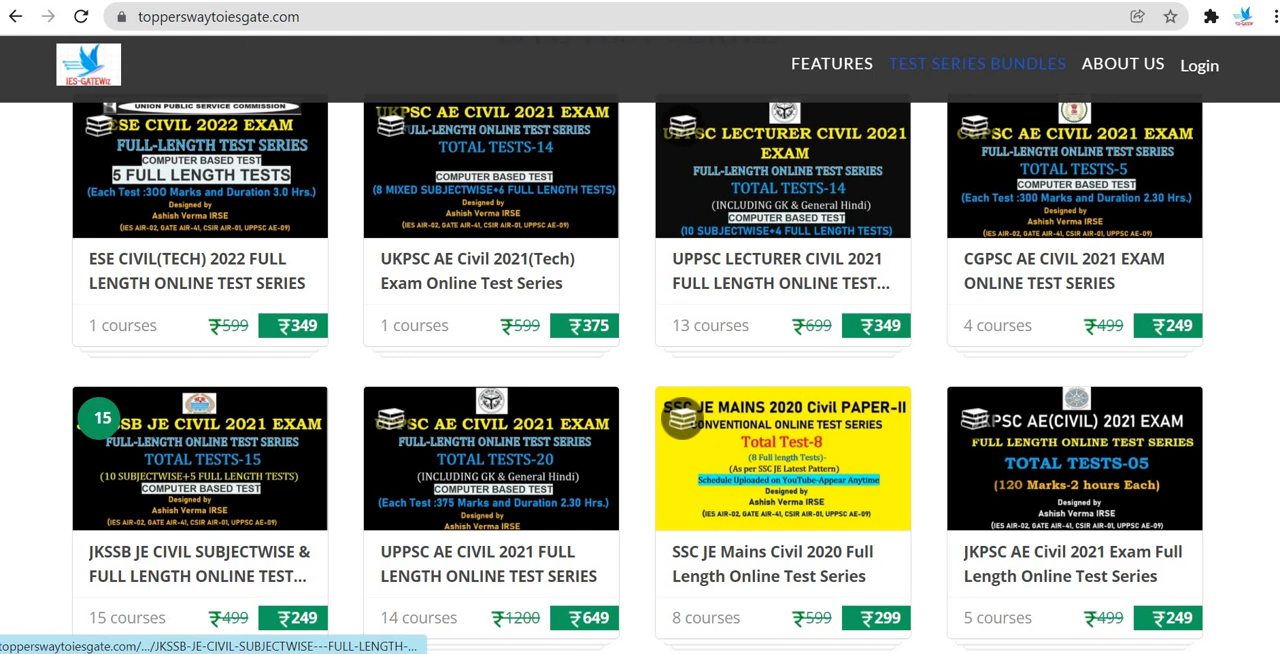 topperswaytoiesgate.com
IES-GATEWiz
FEATURES
TEST SERIES BUNDLES
ABOUT US
Login
UNION PUBLIC SERVICE COMMISSION
ESE CIVIL 2022 EXAM
FULL-LENGTH TEST SERIES
COMPUTER BASED TEST
5 FULL LENGTH TESTS
(Each Test :300 Marks and Duration 3.0 Hrs.)
Designed by
Ashish Verma IRSE
(IES AIR-02, GATE AIR-41, CSIR AIR-01, UPPSC AE-09)
ESE CIVIL(TECH) 2022 FULL
LENGTH ONLINE TEST SERIES
1 courses
₹599
₹349
UKPSC AE CIVIL 2021 EXAM
FULL-LENGTH ONLINE TEST SERIES
TOTAL TESTS-14
COMPUTER BASED TEST
(8 MIXED SUBJECTWISE+6 FULL LENGTH TESTS)
Designed by
Ashish Verma IRSE
(IES AIR-02, GATE AIR-41, CSIR AIR-01, UPPSC AE-09)
UKPSC AE Civil 2021(Tech)
Exam Online Test Series
1 courses
₹599
₹375
UPPSC LECTURER CIVIL 2021
EXAM
FULL-LENGTH ONLINE TEST SERIES
TOTAL TESTS-14
(INCLUDING GK & General Hindi)
COMPUTER BASED TEST
(10 SUBJECTWISE+4 FULL LENGTH TESTS)
UPPSC LECTURER CIVIL 2021
FULL LENGTH ONLINE TEST...
13 courses
₹699
₹349
CGPSC AE CIVIL 2021 EXAM
FULL-LENGTH ONLINE TEST SERIES
TOTAL TESTS-5
COMPUTER BASED TEST
(Each Test :300 Marks and Duration 2.30 Hrs.)
Designed by
Ashish Verma IRSE
(IES AIR-02, GATE AIR-41, CSIR AIR-01, UPPSC AE-09)
CGPSC AE CIVIL 2021 EXAM
ONLINE TEST SERIES
4 courses
₹499
₹249
15
SB JE CIVIL 2021 EXAM
FULL-LENGTH ONLINE TEST SERIES
TOTAL TESTS-15
(10 SUBJECTWISE+5 FULL LENGTH TESTS)
COMPUTER BASED TEST
Designed by
Ashish Verma IRSE
(IES AIR-02, GATE AIR-41, CSIR AIR-01, UPPSC AE-09)
JKSSB JE CIVIL SUBJECTWISE &
FULL LENGTH ONLINE TEST...
15 courses
₹499
₹249
SC AE CIVIL 2021 EXAM
FULL-LENGTH ONLINE TEST SERIES
TOTAL TESTS-20
(INCLUDING GK & General Hindi)
COMPUTER BASED TEST
(Each Test :375 Marks and Duration 2.30 Hrs.)
Designed by
Ashish Verma IRSE
UPPSC AE CIVIL 2021 FULL
LENGTH ONLINE TEST SERIES
14 courses
₹1200
₹649
SSC JE MAINS 2020 Civil PAPER-II
CONVENTIONAL ONLINE TEST SERIES
Total Test-8
(8 Full length Tests)-
(As per SSC JE Latest Pattern)
Schedule Uploaded on YouTube-Appear Anytime
Designed by
Ashish Verma IRSE
(IES AIR-02, GATE AIR-41, CSIR AIR-01, UPPSC AE-09)
SSC JE Mains Civil 2020 Full
Length Online Test Series
8 courses
₹599
₹299
JKPSC AE(CIVIL) 2021 EXAM
FULL LENGTH ONLINE TEST SERIES
TOTAL TESTS-05
(120 Marks-2 hours Each)
Designed by
Ashish Verma IRSE
(IES AIR-02, GATE AIR-41, CSIR AIR-01, UPPSC AE-09)
JKPSC AE Civil 2021 Exam Full
Length Online Test Series
5 courses
₹499
₹249
topperswaytoiesgate.com/.../JKSSB-JE-CIVIL-SUBJECTWISE---FULL-LENGTH-...